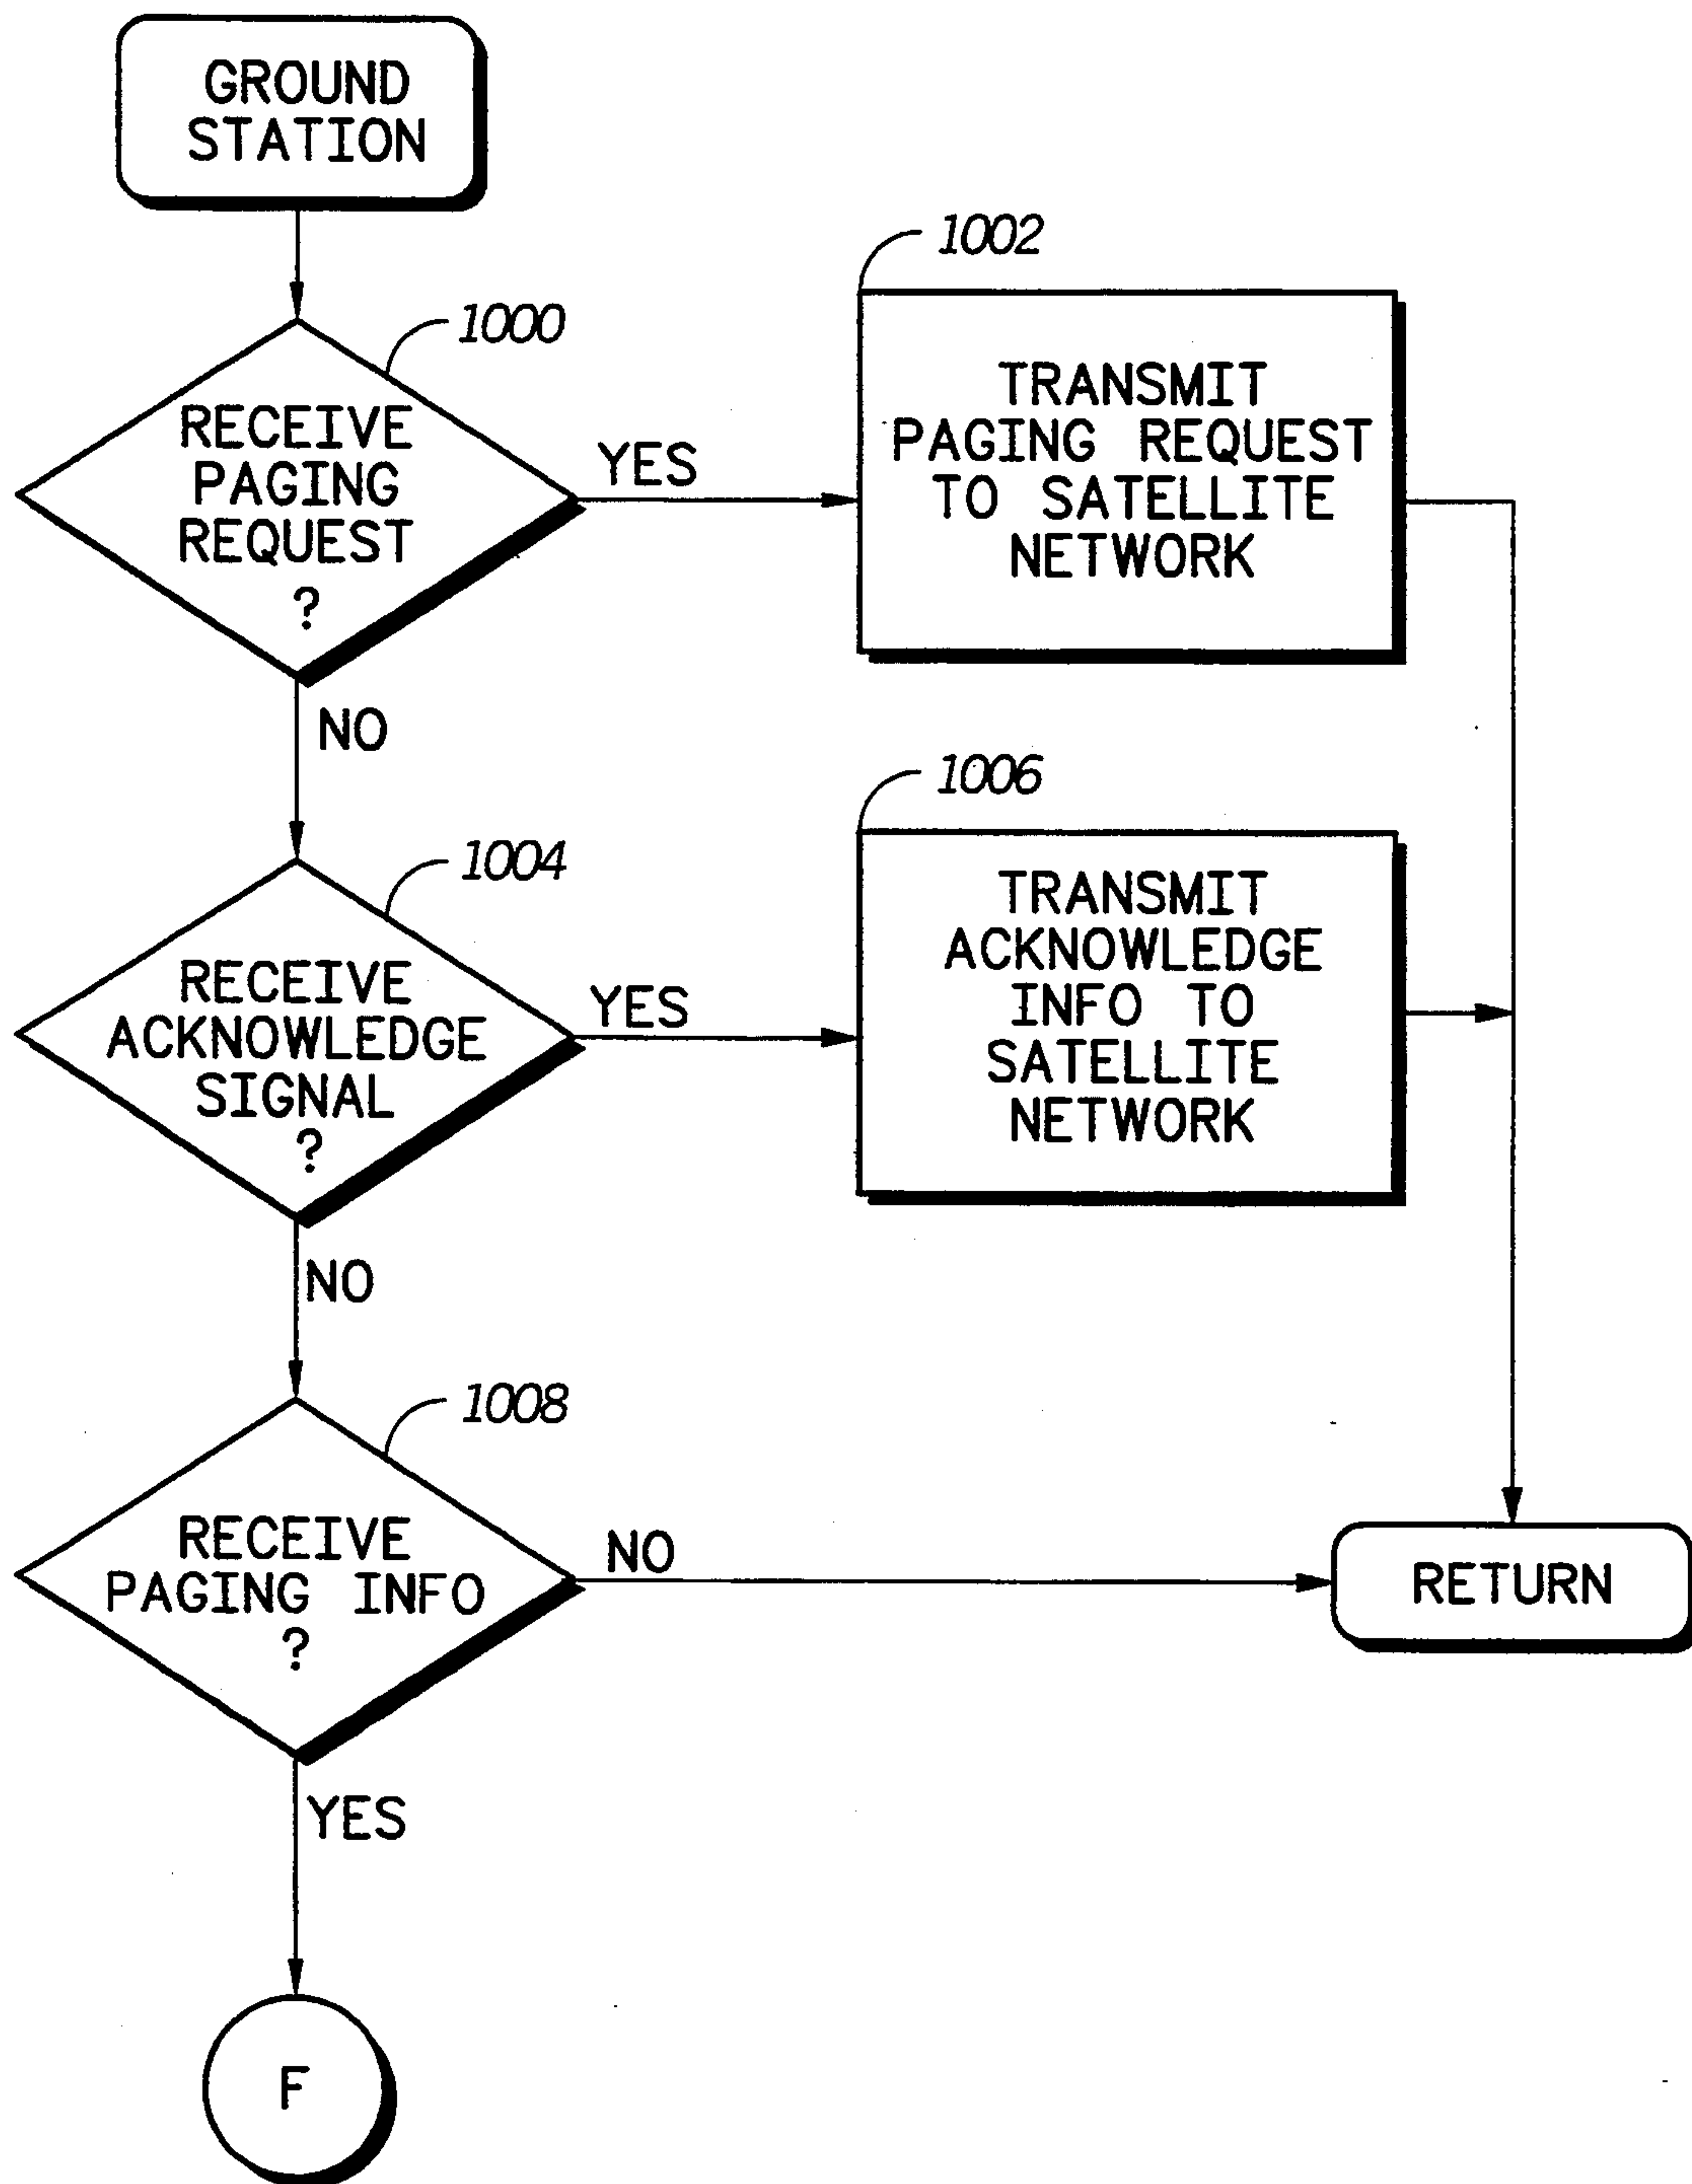 GROUND
STATION
1000
RECEIVE
PAGING
REQUEST
?
YES
1002
TRANSMIT
PAGING REQUEST
TO SATELLITE
NETWORK
NO
1004
RECEIVE
ACKNOWLEDGE
SIGNAL
?
YES
1006
TRANSMIT
ACKNOWLEDGE
INFO TO
SATELLITE
NETWORK
NO
1008
RECEIVE
PAGING INFO
?
NO
RETURN
YES
F